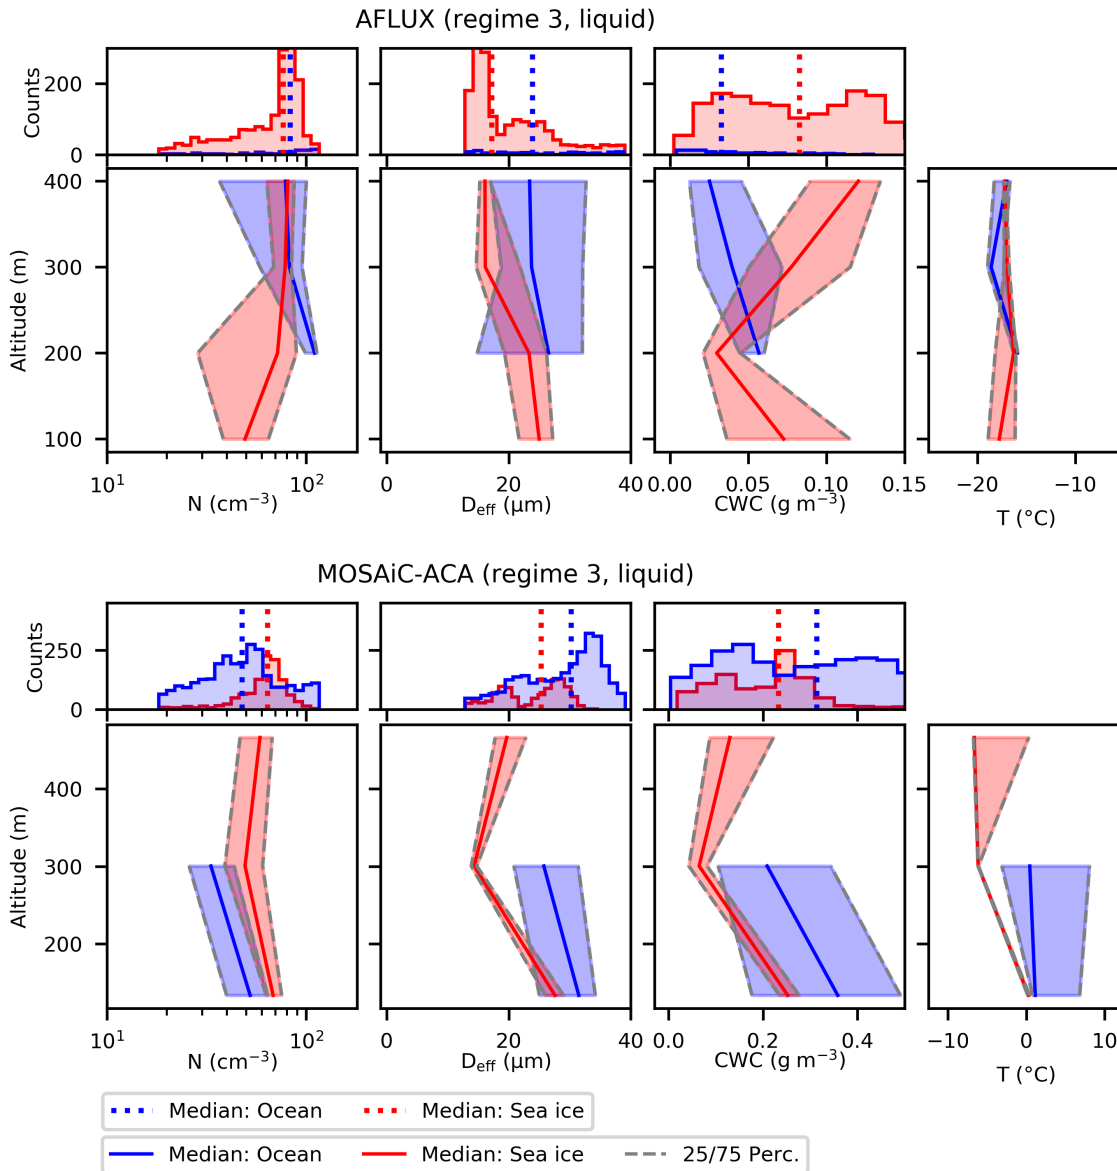 AFLUX (regime 3, liquid)
Counts
200
0
Altitude (m)
400
300
200
100
10¹ 10² 0 20 40 0.00 0.05 0.10 0.15 −20 −10
N (cm⁻³) D_eff (µm) CWC (g m⁻³) T (°C)
MOSAiC-ACA (regime 3, liquid)
Counts
250
0
Altitude (m)
400
300
200
10¹ 10² 0 20 40 0.0 0.2 0.4 −10 0 10
N (cm⁻³) D_eff (µm) CWC (g m⁻³) T (°C)
Median: Ocean Median: Sea ice
Median: Ocean Median: Sea ice 25/75 Perc.